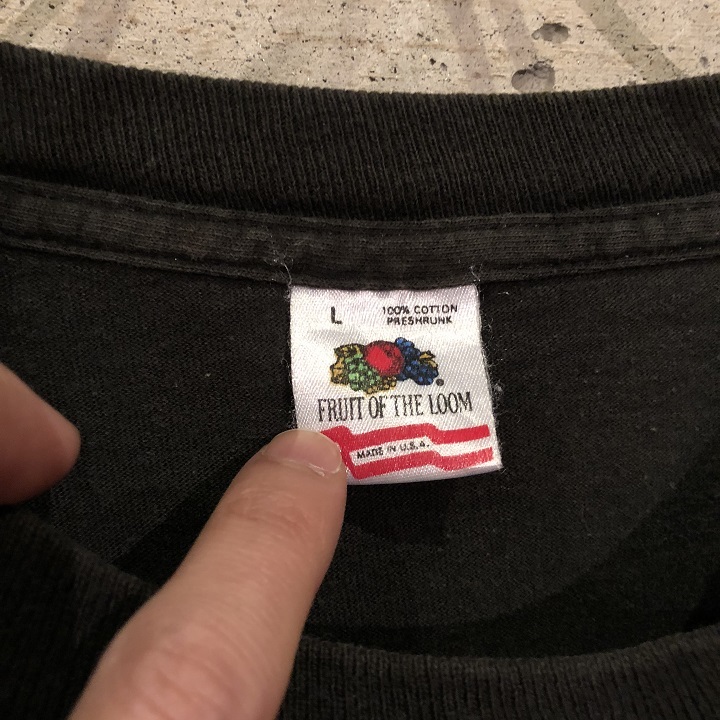 L
100% COTTON
PRESHRUNK
®
FRUIT OF THE LOOM
MADE IN U.S.A.